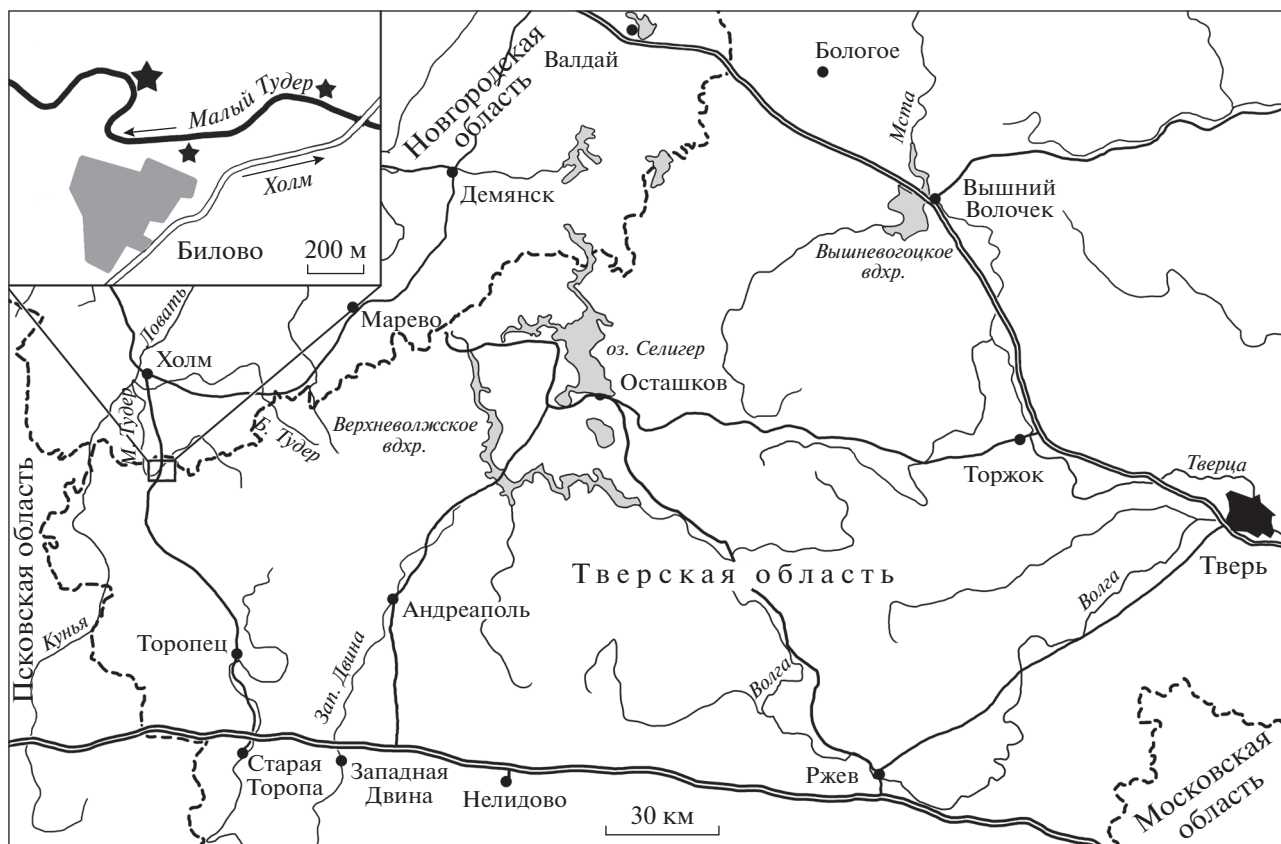 Малый Тудер
Холм
Билово
200 м
Новгородская
область
Валдай
Бологое
Мста
Демянск
Вышний
Волочек
Вышневогоцкое
вдхр.
Ловать
Марево
Холм
оз. Селигер
Осташков
М. Тудер
Б. Тудер
Верхневолжское
вдхр.
Торжок
Тверца
Тверь
Псковская область
Тверская область
Волга
Андреаполь
Кунья
Торопец
Зап. Двина
Волга
Старая
Торопа
Западная
Двина
Нелидово
Ржев
30 км
Московская
область